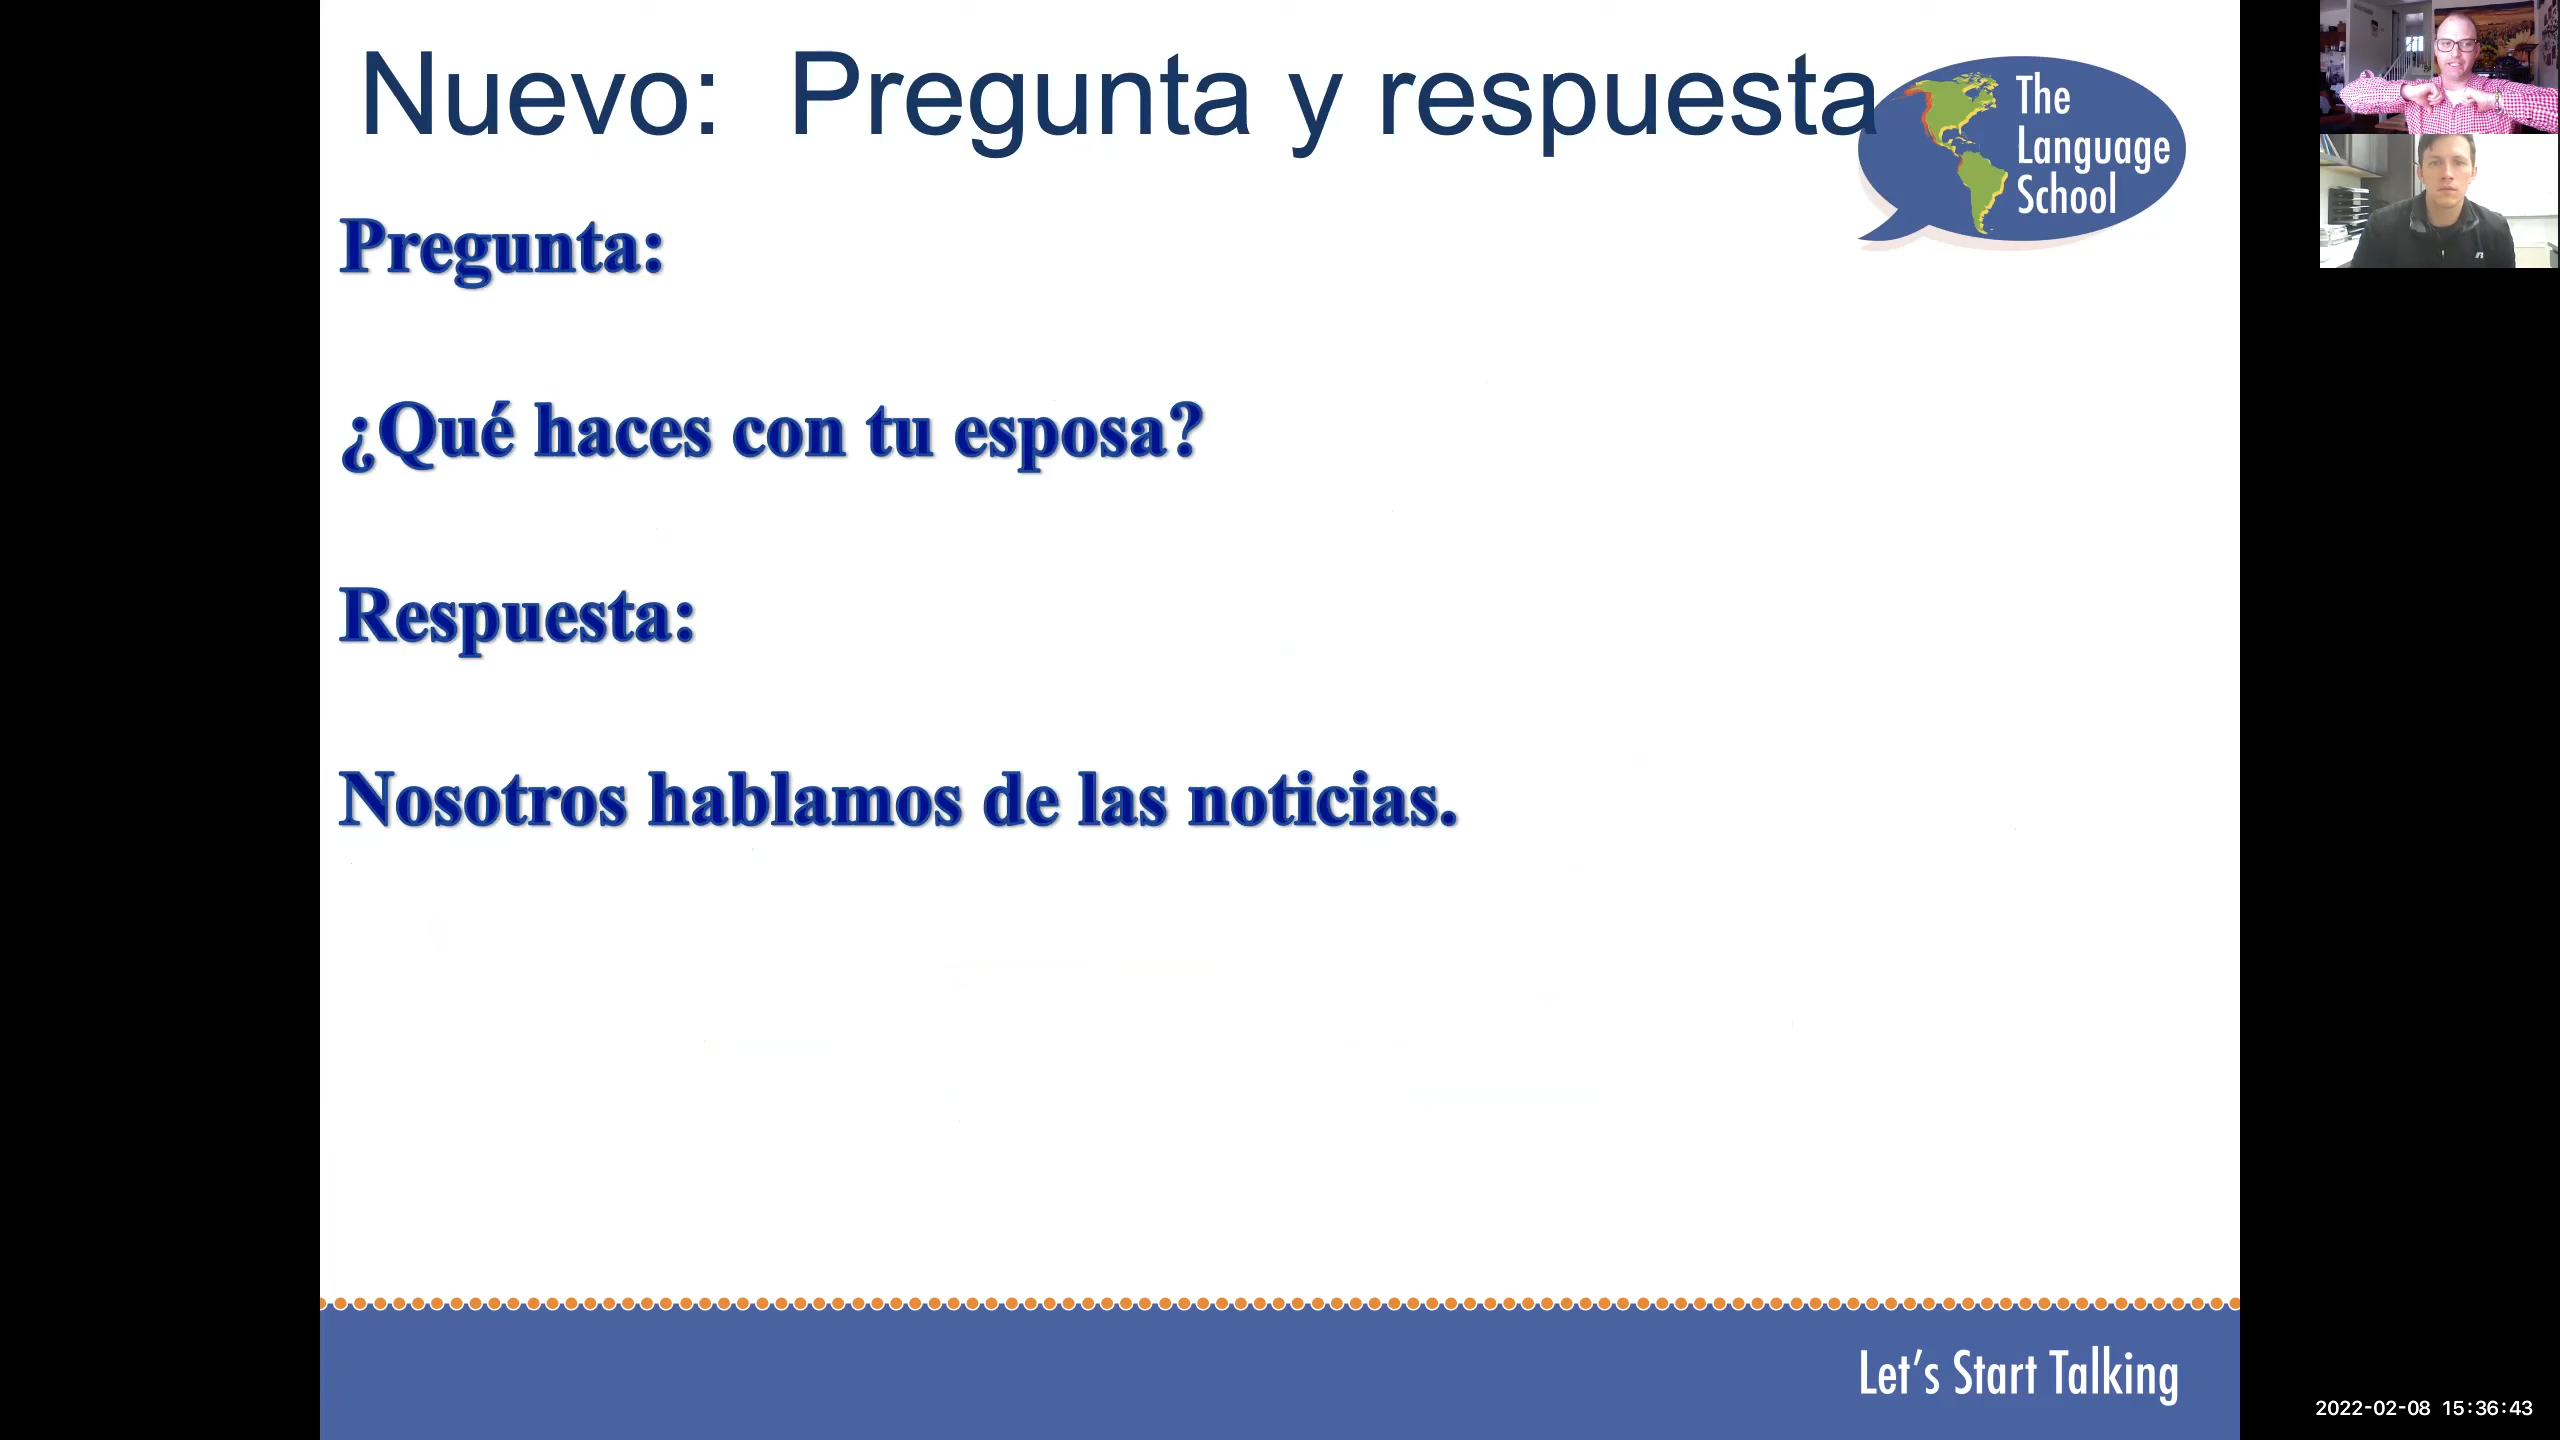 Nuevo:  Pregunta y respuesta
The
Language
School
Pregunta:
¿Qué haces con tu esposa?
Respuesta:
Nosotros hablamos de las noticias.
Let's Start Talking
2022-02-08 15:36:43